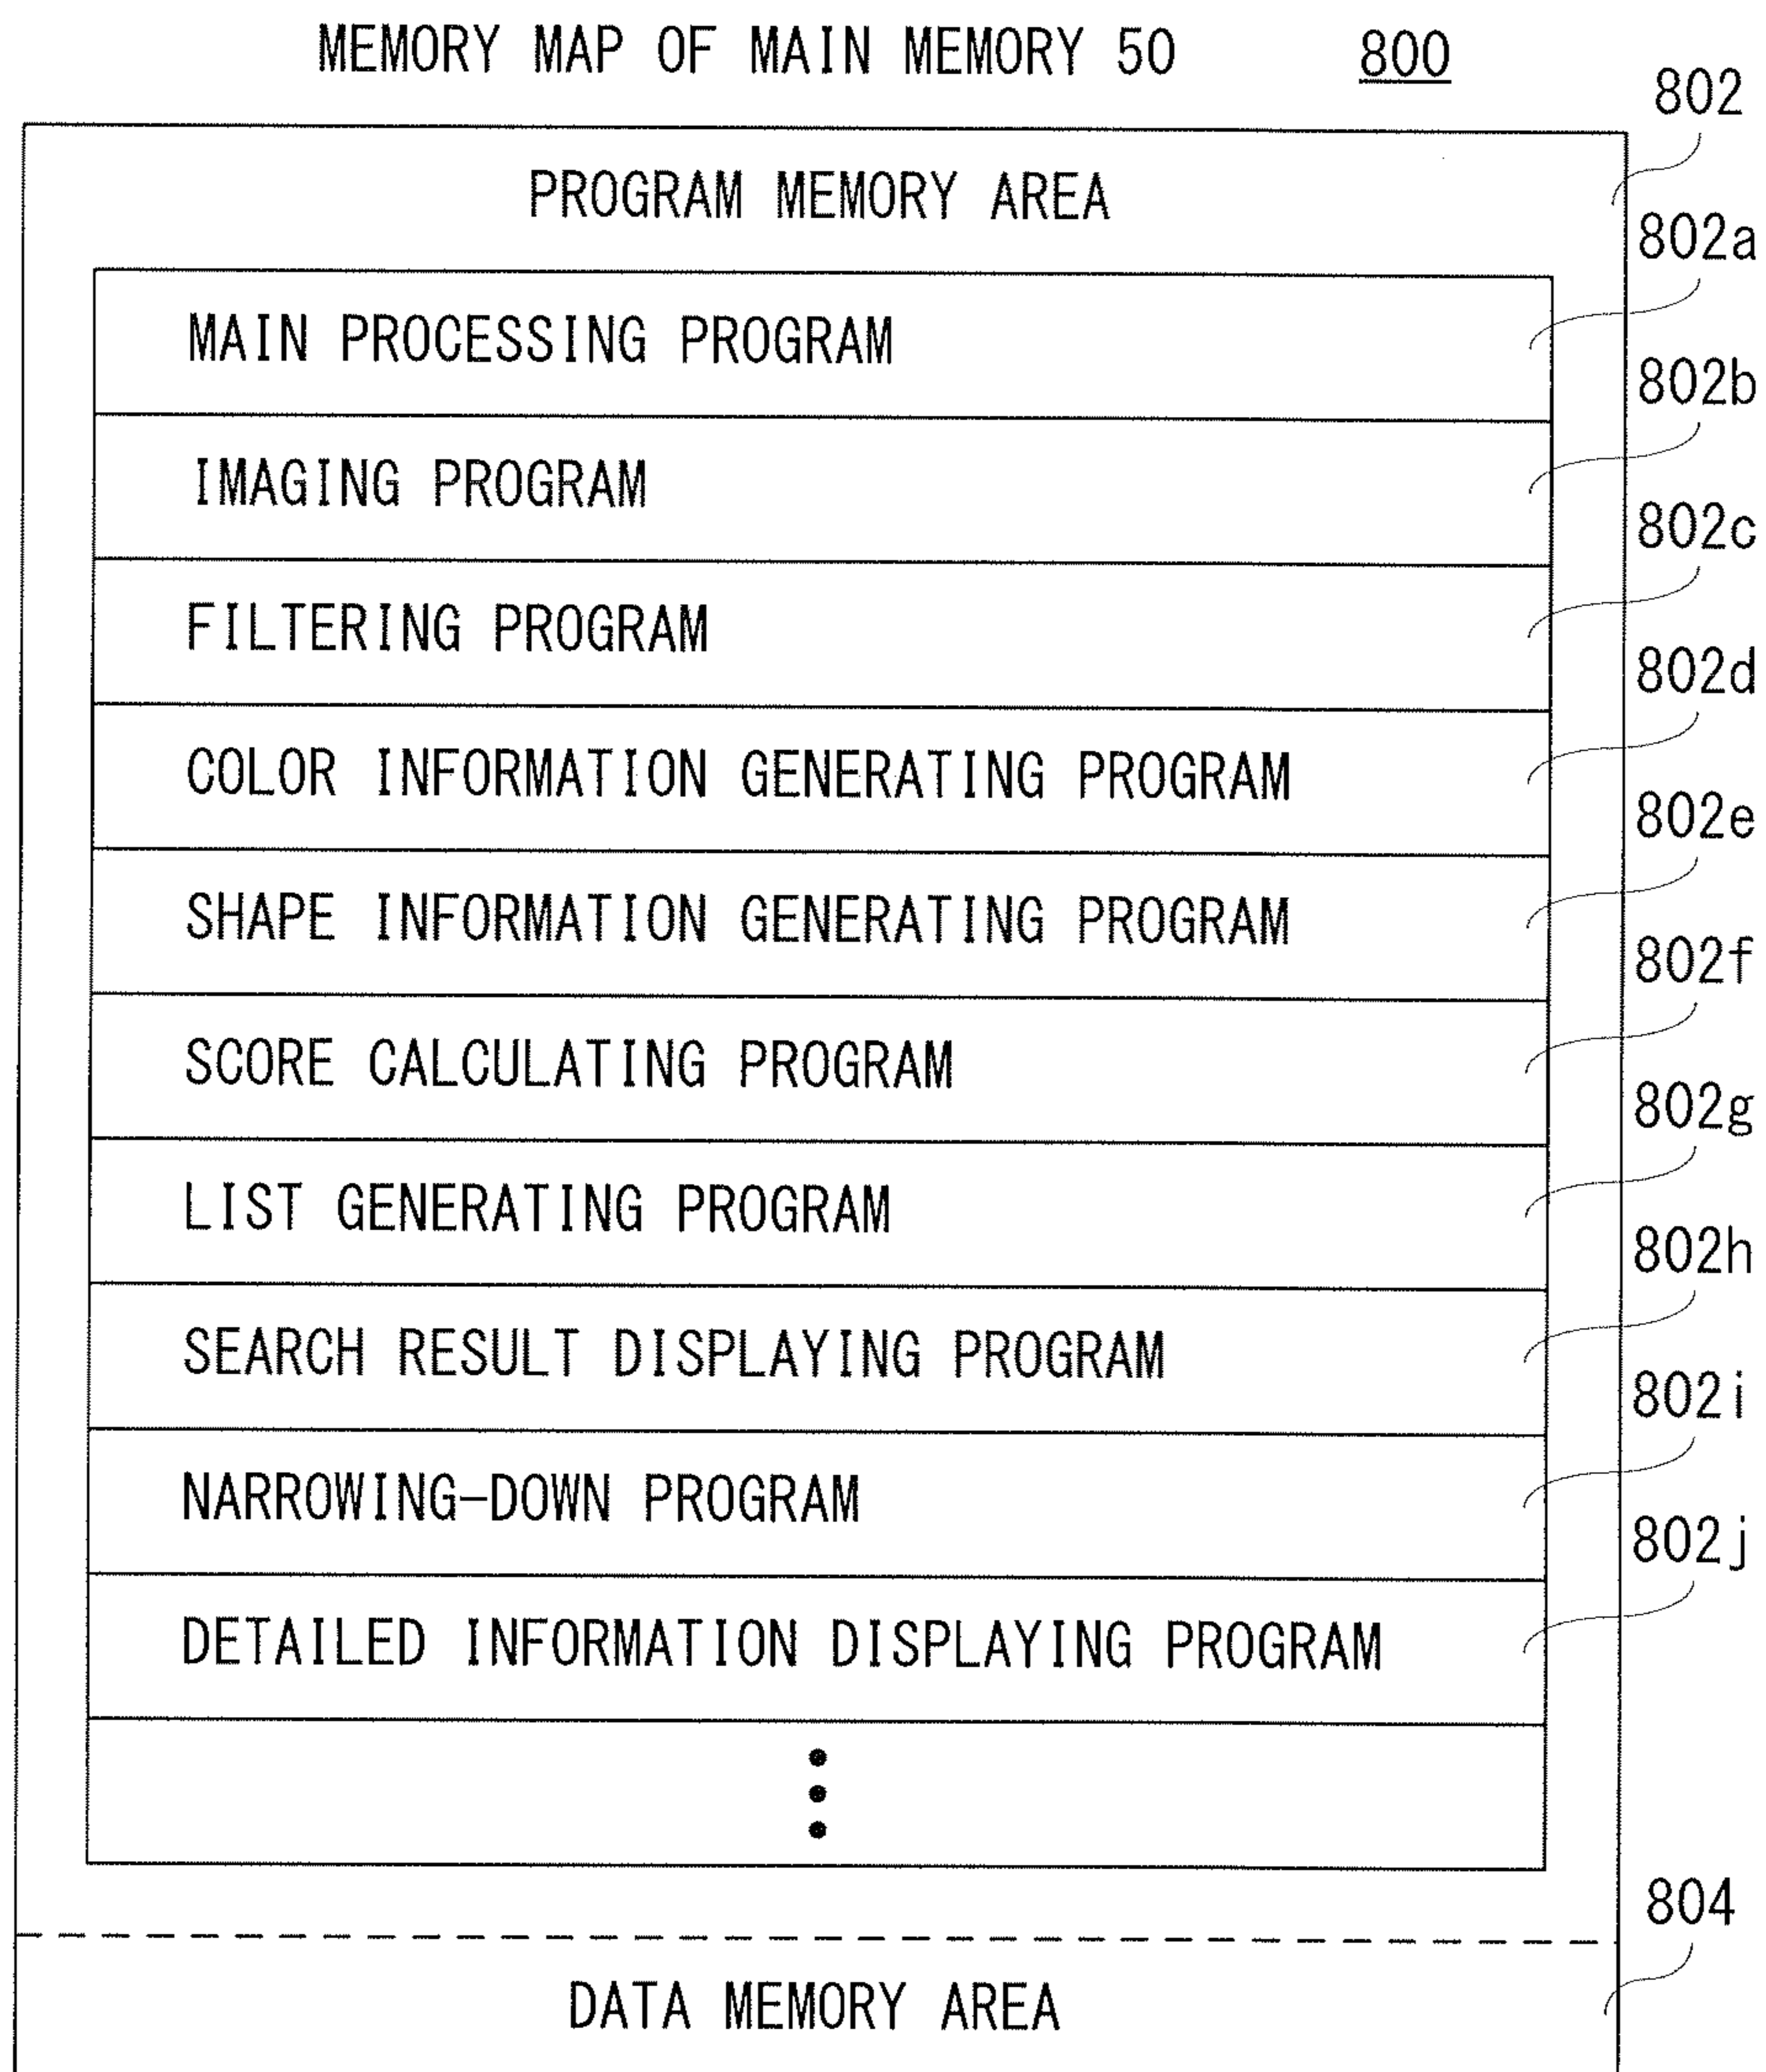 MEMORY MAP OF MAIN MEMORY 50 800
802
PROGRAM MEMORY AREA
802a
MAIN PROCESSING PROGRAM
802b
IMAGING PROGRAM
802c
FILTERING PROGRAM
802d
COLOR INFORMATION GENERATING PROGRAM
802e
SHAPE INFORMATION GENERATING PROGRAM
802f
SCORE CALCULATING PROGRAM
802g
LIST GENERATING PROGRAM
802h
SEARCH RESULT DISPLAYING PROGRAM
802i
NARROWING-DOWN PROGRAM
802j
DETAILED INFORMATION DISPLAYING PROGRAM
804
DATA MEMORY AREA